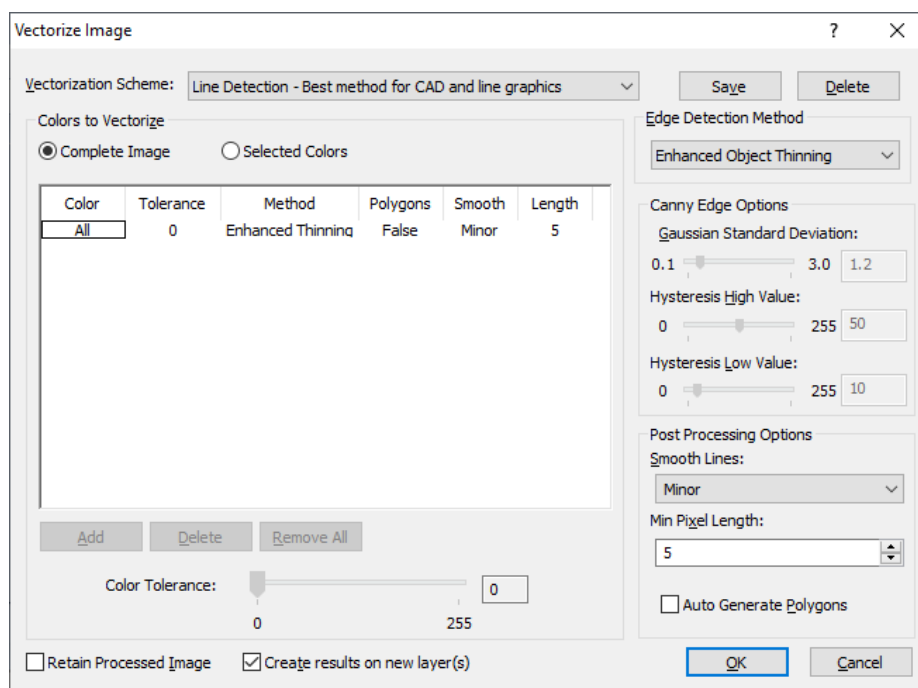 Vectorize Image
?
Vectorization Scheme:
Line Detection - Best method for CAD and line graphics
Save
Delete
Colors to Vectorize
Complete Image
Selected Colors
Color Tolerance Method Polygons Smooth Length
All 0 Enhanced Thinning False Minor 5
Add
Delete
Remove All
Color Tolerance:
0
0
255
Retain Processed Image
Create results on new layer(s)
Edge Detection Method
Enhanced Object Thinning
Canny Edge Options
Gaussian Standard Deviation:
0.1 3.0 1.2
Hysteresis High Value:
0 255 50
Hysteresis Low Value:
0 255 10
Post Processing Options
Smooth Lines:
Minor
Min Pixel Length:
5
Auto Generate Polygons
OK
Cancel